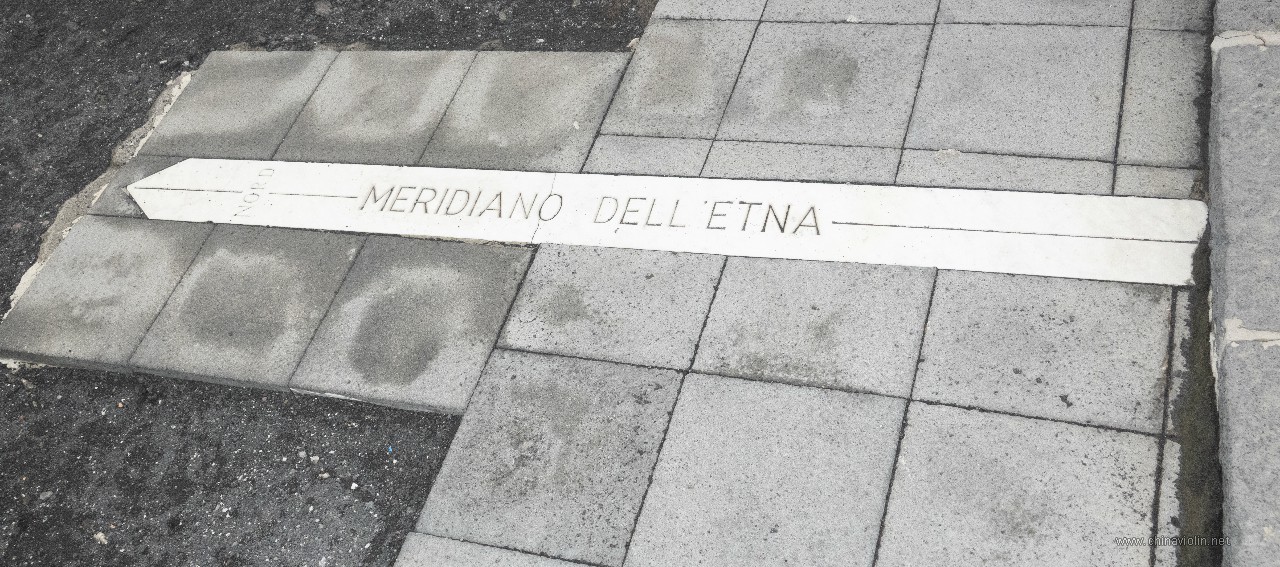 NORD
MERIDIANO DELL'ETNA
www.chinaviolin.net